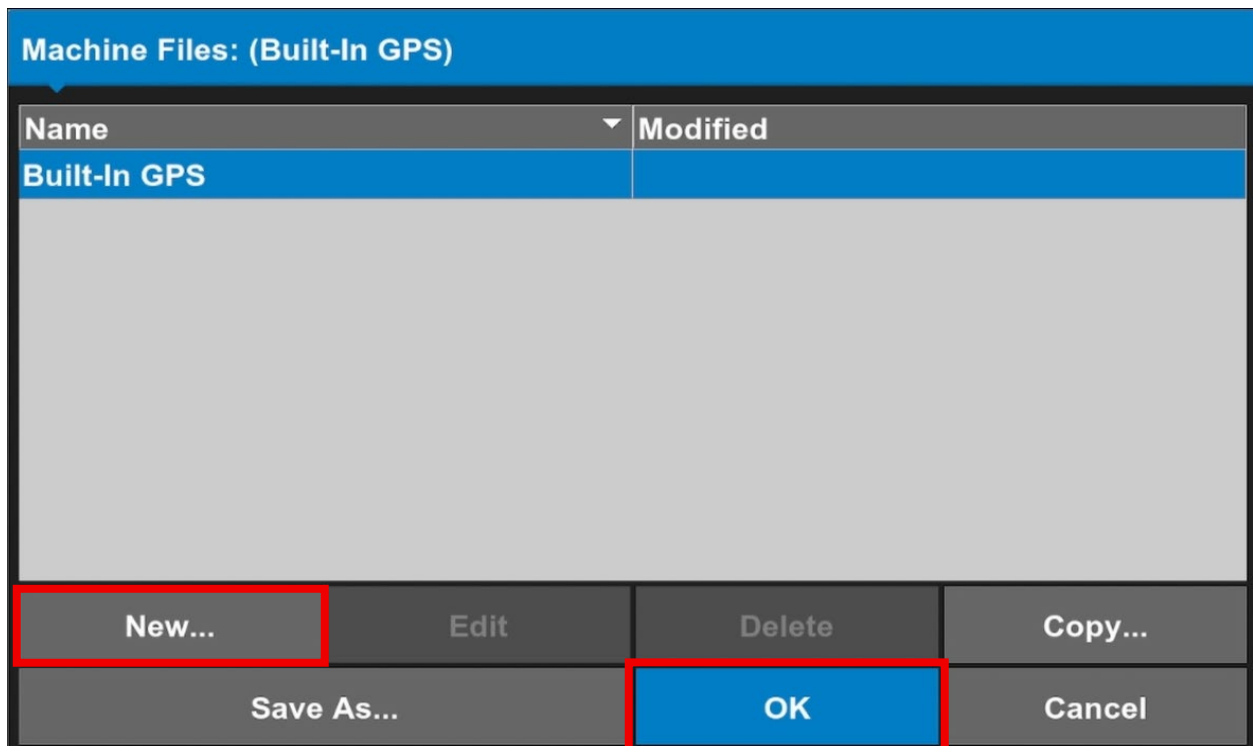 Machine Files: (Built-In GPS)
Name Modified
Built-In GPS
New... Edit Delete Copy...
Save As... OK Cancel